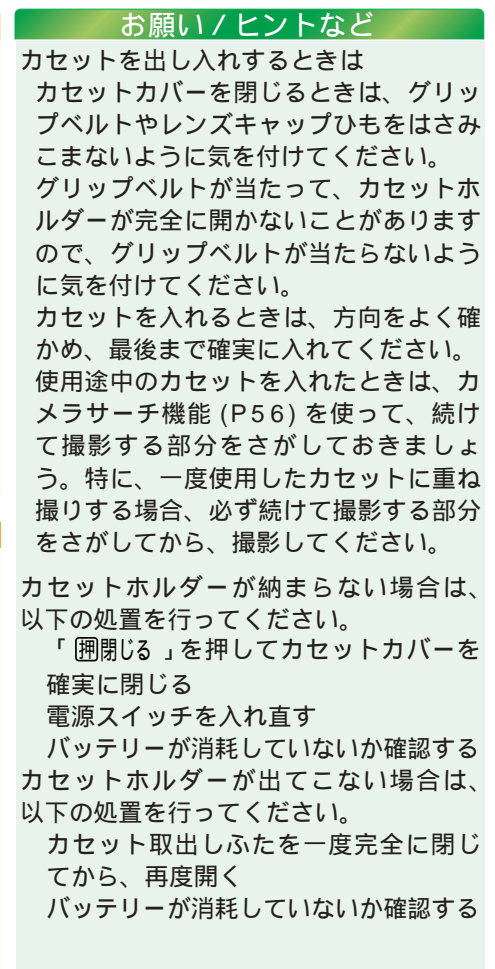 お願い / ヒントなど
カセットを出し入れするときは
カセットカバーを閉じるときは、グリッ
プベルトやレンズキャップひもをはさみ
こまないように気を付けてください。
グリップベルトが当たって、カセットホ
ルダーが完全に開かないことがあります
ので、グリップベルトが当たらないよう
に気を付けてください。
カセットを入れるときは、方向をよく確
かめ、最後まで確実に入れてください。
使用途中のカセットを入れたときは、カ
メラサーチ機能 (P56) を使って、続け
て撮影する部分をさがしておきましょ
う。特に、一度使用したカセットに重ね
撮りする場合、必ず続けて撮影する部分
をさがしてから、撮影してください。
カセットホルダーが納まらない場合は、
以下の処置を行ってください。
「 押閉じる 」を押してカセットカバーを
確実に閉じる
電源スイッチを入れ直す
バッテリーが消耗していないか確認する
カセットホルダーが出てこない場合は、
以下の処置を行ってください。
カセット取出しふたを一度完全に閉じ
てから、再度開く
バッテリーが消耗していないか確認する